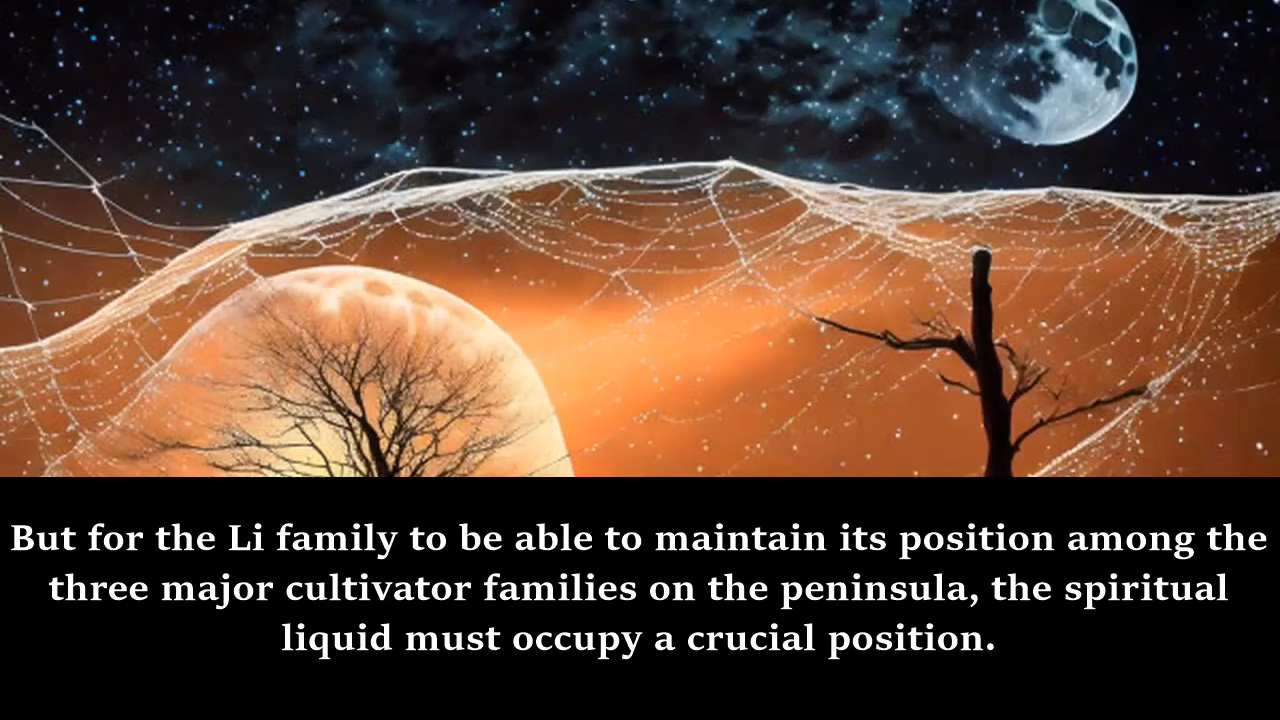 But for the Li family to be able to maintain its position among the
three major cultivator families on the peninsula, the spiritual
liquid must occupy a crucial position.